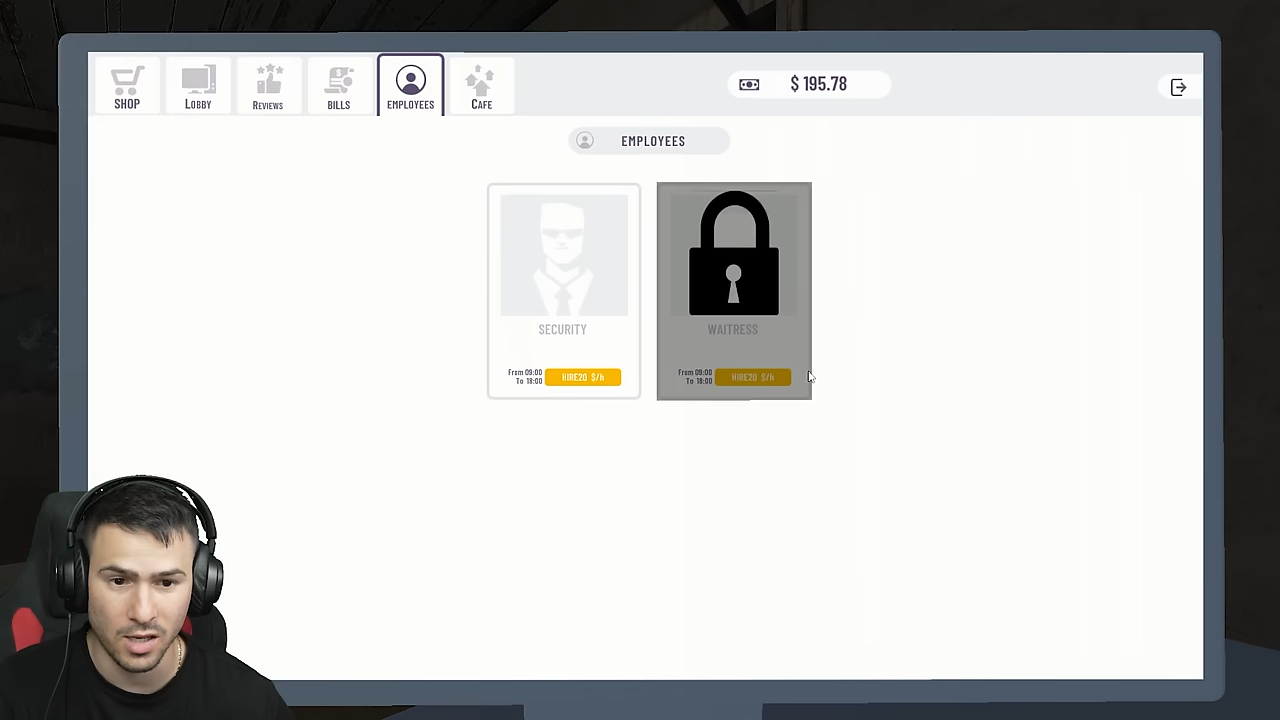 SHOP
LOBBY
REVIEWS
BILLS
EMPLOYEES
CAFE
$ 195.78
EMPLOYEES
SECURITY
From 09:00
To 18:00
HIRE20 $/h
WAITRESS
From 09:00
To 18:00
HIRE20 $/h